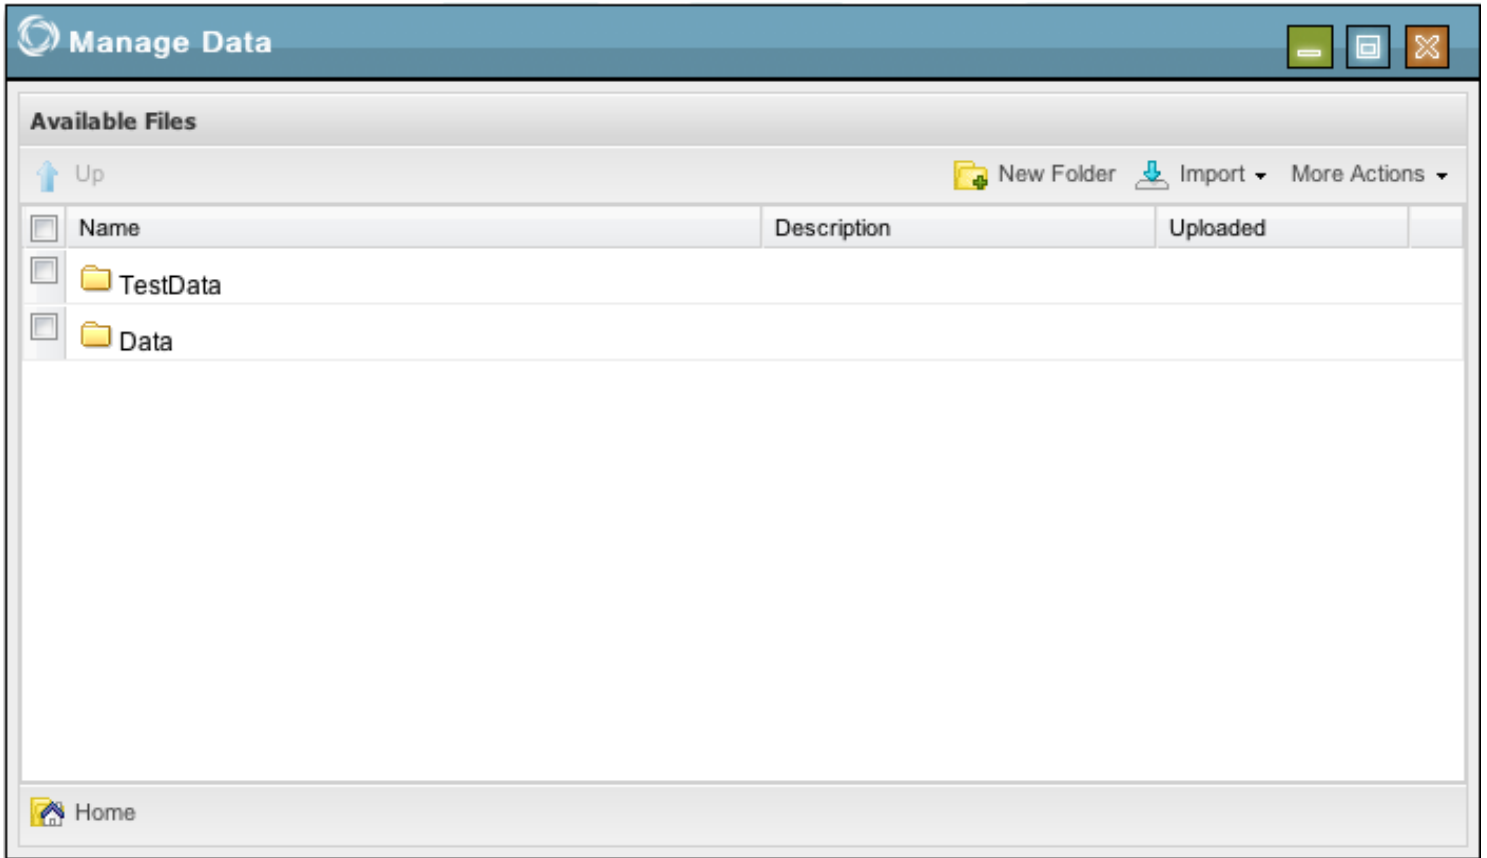 Manage Data
Available Files
Up New Folder Import More Actions
Name Description Uploaded
TestData
Data
Home